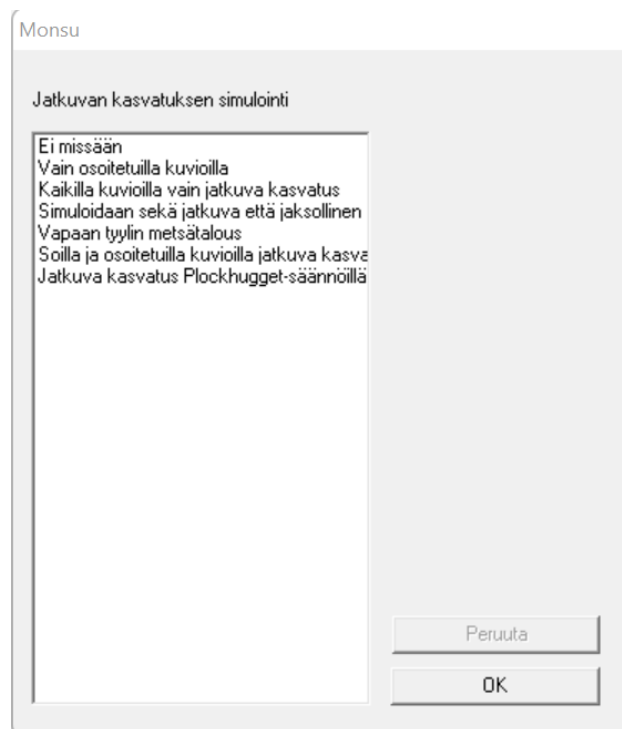 Monsu
Jatkuvan kasvatuksen simulointi
Ei missään
Vain osoitetuilla kuvioilla
Kaikilla kuvioilla vain jatkuva kasvatus
Simuloidaan sekä jatkuva että jaksollinen
Vapaan tyylin metsätalous
Soilla ja osoitetuilla kuvioilla jatkuva kasva
Jatkuva kasvatus Plockhugget-säännöillä
Peruuta
OK